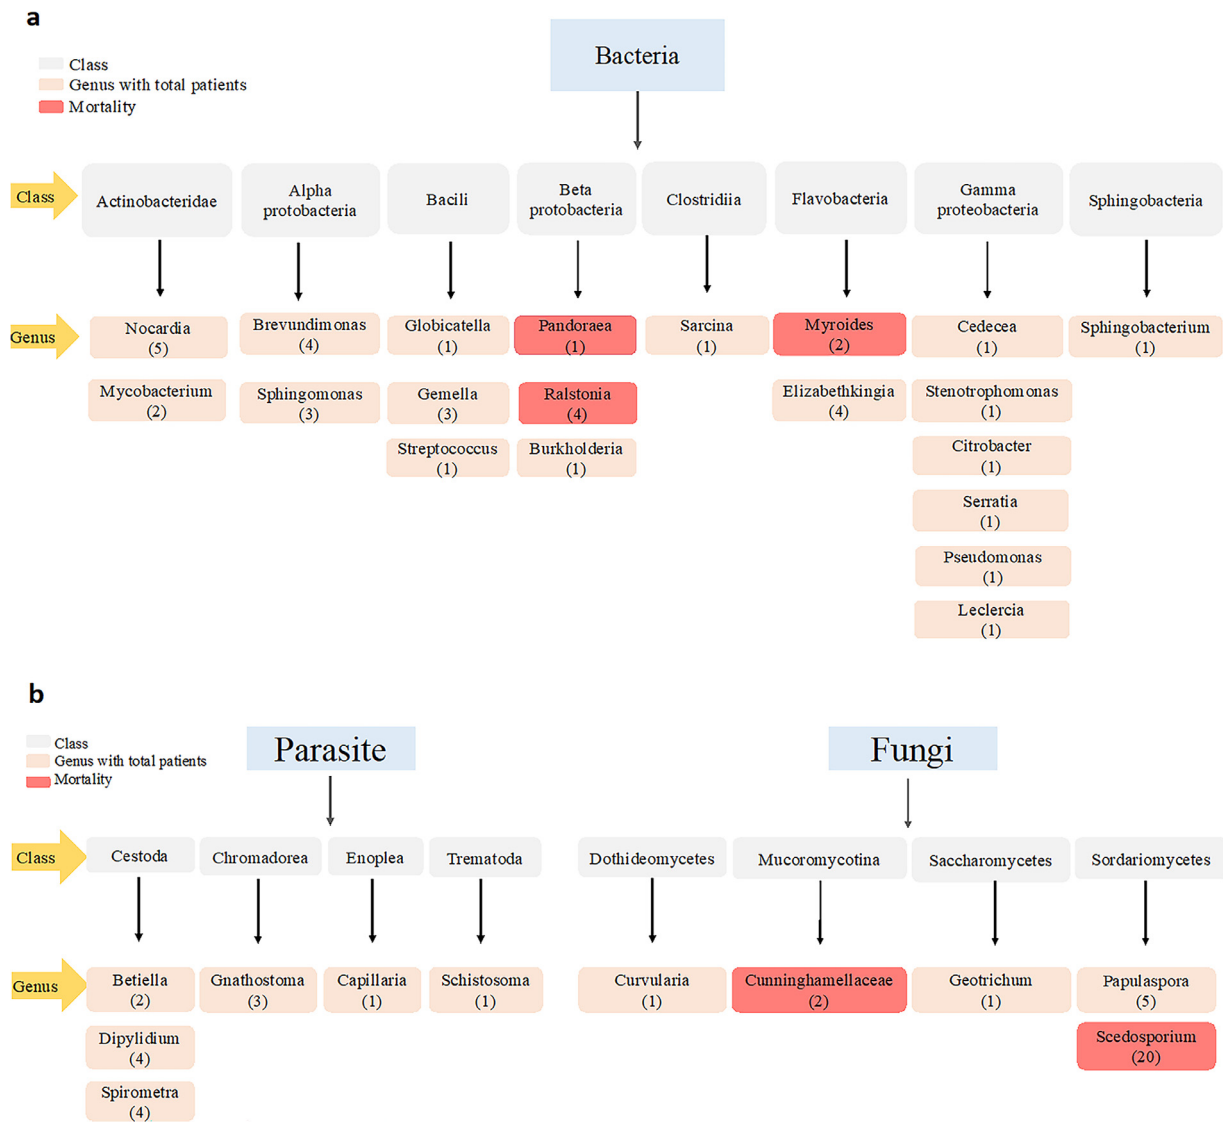 a
Class
Genus with total patients
Mortality
Bacteria
Class
Actinobacteridae
Alpha
protobacteria
Bacili
Beta
protobacteria
Clostridiia
Flavobacteria
Gamma
proteobacteria
Sphingobacteria
Genus
Nocardia
(5)
Brevundimonas
(4)
Globicatella
(1)
Pandoraea
(1)
Sarcina
(1)
Myroides
(2)
Cedecea
(1)
Sphingobacterium
(1)
Mycobacterium
(2)
Sphingomonas
(3)
Gemella
(3)
Ralstonia
(4)
Elizabethkingia
(4)
Stenotrophomonas
(1)
Streptococcus
(1)
Burkholderia
(1)
Citrobacter
(1)
Serratia
(1)
Pseudomonas
(1)
Leclercia
(1)
b
Class
Genus with total patients
Mortality
Parasite
Fungi
Class
Cestoda
Chromadorea
Enoplea
Trematoda
Dothideomycetes
Mucoromycotina
Saccharomycetes
Sordariomycetes
Genus
Betiella
(2)
Gnathostoma
(3)
Capillaria
(1)
Schistosoma
(1)
Curvularia
(1)
Cunninghamellaceae
(2)
Geotrichum
(1)
Papulaspora
(5)
Dipylidium
(4)
Scedosporium
(20)
Spirometra
(4)